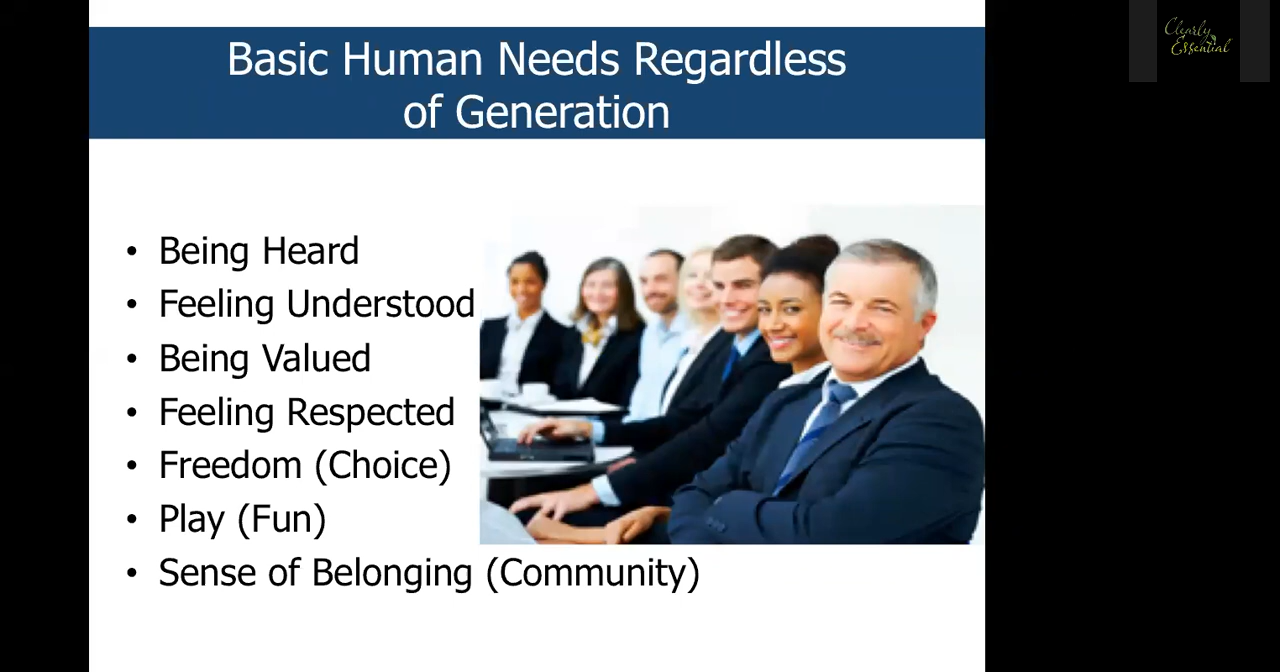 Basic Human Needs Regardless
of Generation
• Being Heard
• Feeling Understood
• Being Valued
• Feeling Respected
• Freedom (Choice)
• Play (Fun)
• Sense of Belonging (Community)
Clearly
Essential